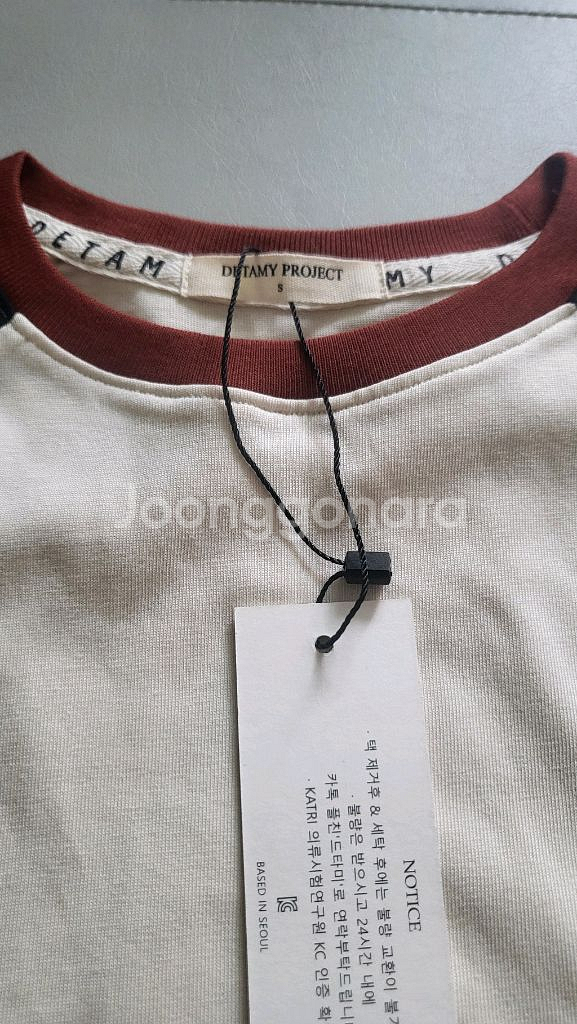 DETAM
DETAMY PROJECT
S
MY
Joonggonara
NOTICE
· 택 제거후 & 세탁 후에는 불량 교환이
· 불량은 받으시고 24시간 내에
카톡 플친'드타미'로 연락부탁드립니
· KATRI 의류시험연구원 KC 인증
KC
BASED IN SEOUL